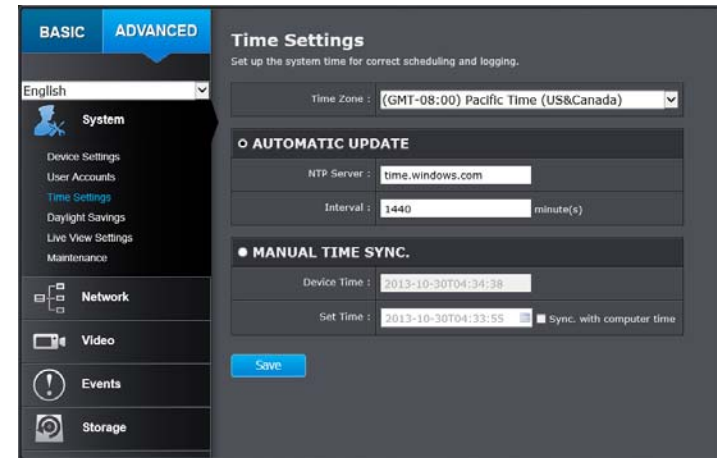 BASIC ADVANCED
English
System
Device Settings
User Accounts
Time Settings
Daylight Savings
Live View Settings
Maintenance
Network
Video
Events
Storage
Time Settings
Set up the system time for correct scheduling and logging.
Time Zone : (GMT-08:00) Pacific Time (US&Canada)
AUTOMATIC UPDATE
NTP Server : time.windows.com
Interval : 1440 minute(s)
MANUAL TIME SYNC.
Device Time : 2013-10-30T04:34:38
Set Time : 2013-10-30T04:33:55 Sync. with computer time
Save